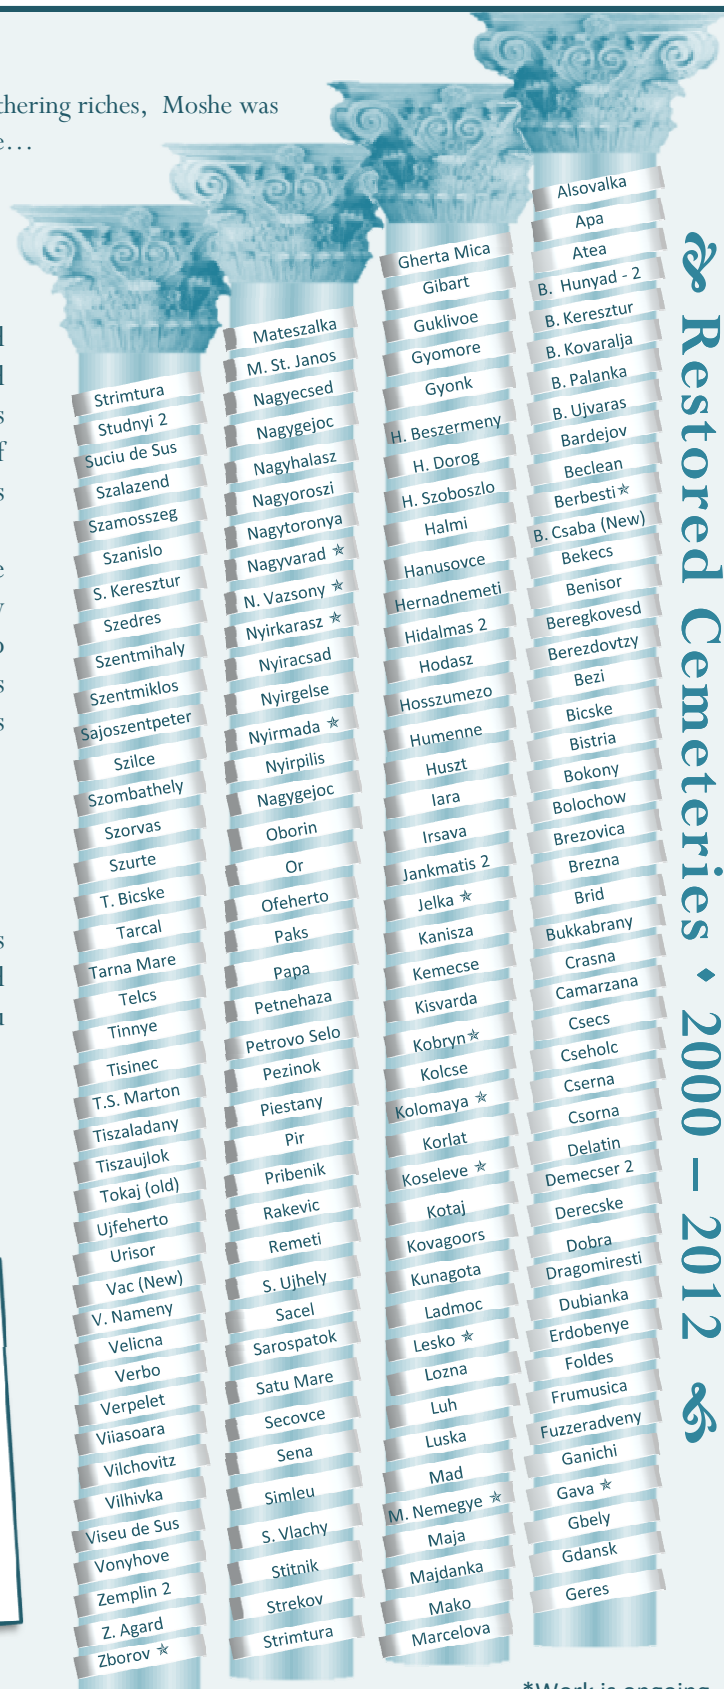 thering riches, Moshe was
e…
l
l
s
f
s
e
y
o
s
s
s
l
u
Restored Cemeteries ♦ 2000 – 2012
Alsovalka
Apa
Atea
B. Hunyad - 2
B. Keresztur
B. Kovaralja
B. Palanka
B. Ujvaras
Bardejov
Beclean
Berbesti✯
B. Csaba (New)
Bekecs
Benisor
Beregkovesd
Berezdovtzy
Bezi
Bicske
Bistria
Bokony
Bolochow
Brezovica
Brezna
Brid
Bukkabrany
Crasna
Camarzana
Csecs
Cseholc
Cserna
Csorna
Delatin
Demecser 2
Derecske
Dobra
Dragomiresti
Dubianka
Erdobenye
Foldes
Frumusica
Fuzzeradveny
Ganichi
Gava ✯
Gbely
Gdansk
Geres
Gherta Mica
Gibart
Guklivoe
Gyomore
Gyonk
H. Beszermeny
H. Dorog
H. Szoboszlo
Halmi
Hanusovce
Hernadnemeti
Hidalmas 2
Hodasz
Hosszumezo
Humenne
Huszt
Iara
Irsava
Jankmatis 2
Jelka ✯
Kanisza
Kemecse
Kisvarda
Kobryn✯
Kolcse
Kolomaya ✯
Korlat
Koseleve ✯
Kotaj
Kovagoors
Kunagota
Ladmoc
Lesko ✯
Lozna
Luh
Luska
Mad
M. Nemegye ✯
Maja
Majdanka
Mako
Marcelova
Mateszalka
M. St. Janos
Nagyecsed
Nagygejoc
Nagyhalasz
Nagyoroszi
Nagytoronya
Nagyvarad ✯
N. Vazsony ✯
Nyirkarasz ✯
Nyiracsad
Nyirgelse
Nyirmada ✯
Nyirpilis
Nagygejoc
Oborin
Or
Ofeherto
Paks
Papa
Petnehaza
Petrovo Selo
Pezinok
Piestany
Pir
Pribenik
Rakevic
Remeti
S. Ujhely
Sacel
Sarospatok
Satu Mare
Secovce
Sena
Simleu
S. Vlachy
Stitnik
Strekov
Strimtura
Strimtura
Studnyi 2
Suciu de Sus
Szalazend
Szamosszeg
Szanislo
S. Keresztur
Szedres
Szentmihaly
Szentmiklos
Sajoszentpeter
Szilce
Szombathely
Szorvas
Szurte
T. Bicske
Tarcal
Tarna Mare
Telcs
Tinnye
Tisinec
T.S. Marton
Tiszaladany
Tiszaujlok
Tokaj (old)
Ujfeherto
Urisor
Vac (New)
V. Nameny
Velicna
Verbo
Verpelet
Viiasoara
Vilchovitz
Vilhivka
Viseu de Sus
Vonyhove
Zemplin 2
Z. Agard
Zborov ✯
*Work is ongoing